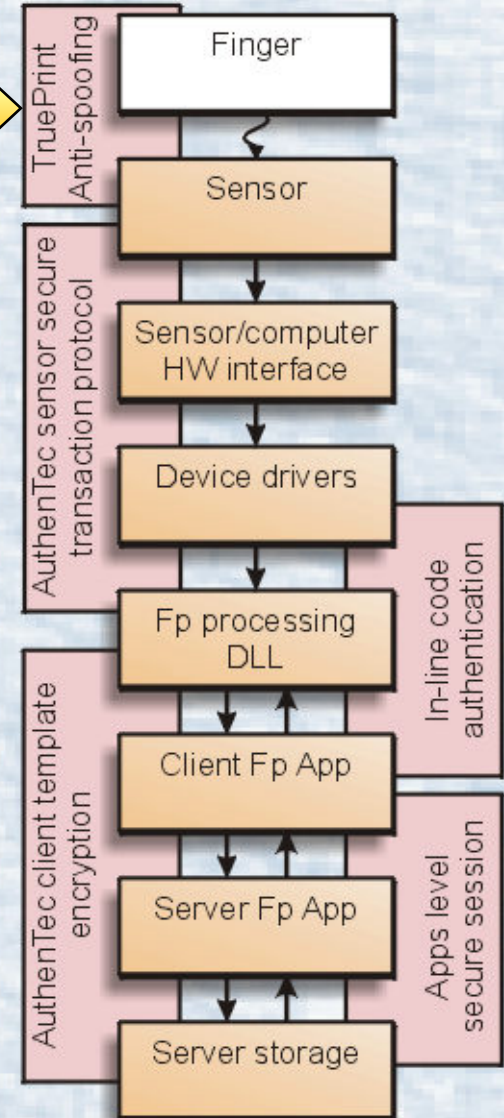 Finger
TruePrint
Anti-spoofing
Sensor
AuthenTec sensor secure
transaction protocol
Sensor/computer
HW interface
Device drivers
In-line code
authentication
Fp processing
DLL
AuthenTec client template
encryption
Client Fp App
Server Fp App
Apps level
secure session
Server storage